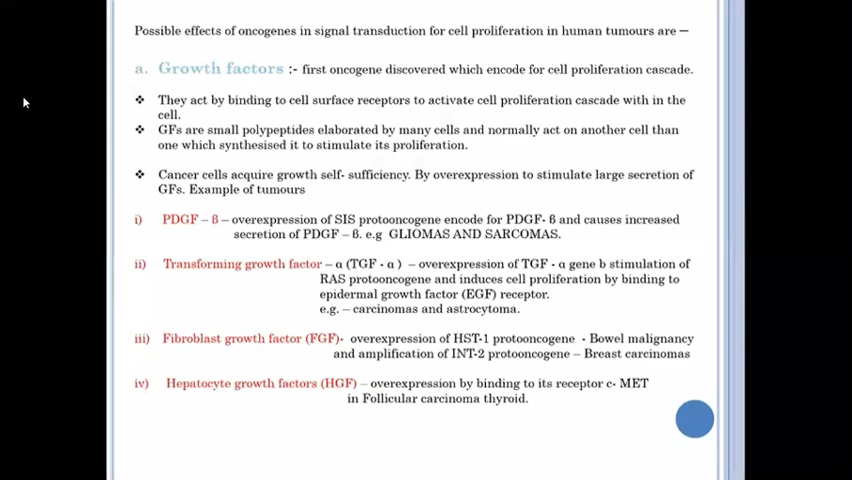 Possible effects of oncogenes in signal transduction for cell proliferation in human tumours are –
a. Growth factors :- first oncogene discovered which encode for cell proliferation cascade.
❖ They act by binding to cell surface receptors to activate cell proliferation cascade with in the
cell.
❖ GFs are small polypeptides elaborated by many cells and normally act on another cell than
one which synthesised it to stimulate its proliferation.
❖ Cancer cells acquire growth self- sufficiency. By overexpression to stimulate large secretion of
GFs. Example of tumours
i) PDGF – ß – overexpression of SIS protooncogene encode for PDGF- ß and causes increased
secretion of PDGF – ß. e.g GLIOMAS AND SARCOMAS.
ii) Transforming growth factor – α (TGF - α ) – overexpression of TGF - α gene b stimulation of
RAS protooncogene and induces cell proliferation by binding to
epidermal growth factor (EGF) receptor.
e.g. – carcinomas and astrocytoma.
iii) Fibroblast growth factor (FGF)- overexpression of HST-1 protooncogene - Bowel malignancy
and amplification of INT-2 protooncogene – Breast carcinomas
iv) Hepatocyte growth factors (HGF) – overexpression by binding to its receptor c- MET
in Follicular carcinoma thyroid.